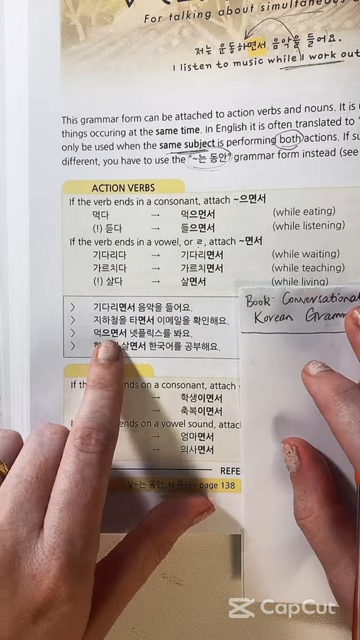 For talking about simultaneous
저는 운동하면서 음악을 들어요.
I listen to music while I work out
This grammar form can be attached to action verbs and nouns. It is
things occuring at the same time. In English it is often translated to
only be used when the same subject is performing both actions. If
different, you have to use the "~는 동안" grammar form instead (see
ACTION VERBS
If the verb ends in a consonant, attach ~으면서
먹다 → 먹으면서 (while eating)
(!) 듣다 → 들으면서 (while listening)
If the verb ends in a vowel, or ㄹ, attach ~면서
기다리다 → 기다리면서 (while waiting)
가르치다 → 가르치면서 (while teaching)
(!) 살다 → 살면서 (while living)
> 기다리면서 음악을 들어요.
> 지하철을 타면서 이메일을 확인해요.
> 먹으면서 넷플릭스를 봐요.
> 살면서 한국어를 공부해요.
Book: Conversational
Korean Gramm
ends on a consonant, attach
→ 학생이면서
→ 축복이면서
ends on a vowel sound, attac
→ 엄마면서
→ 의사면서
REFE
V~는 동안, N 동안 - page 138
CapCut